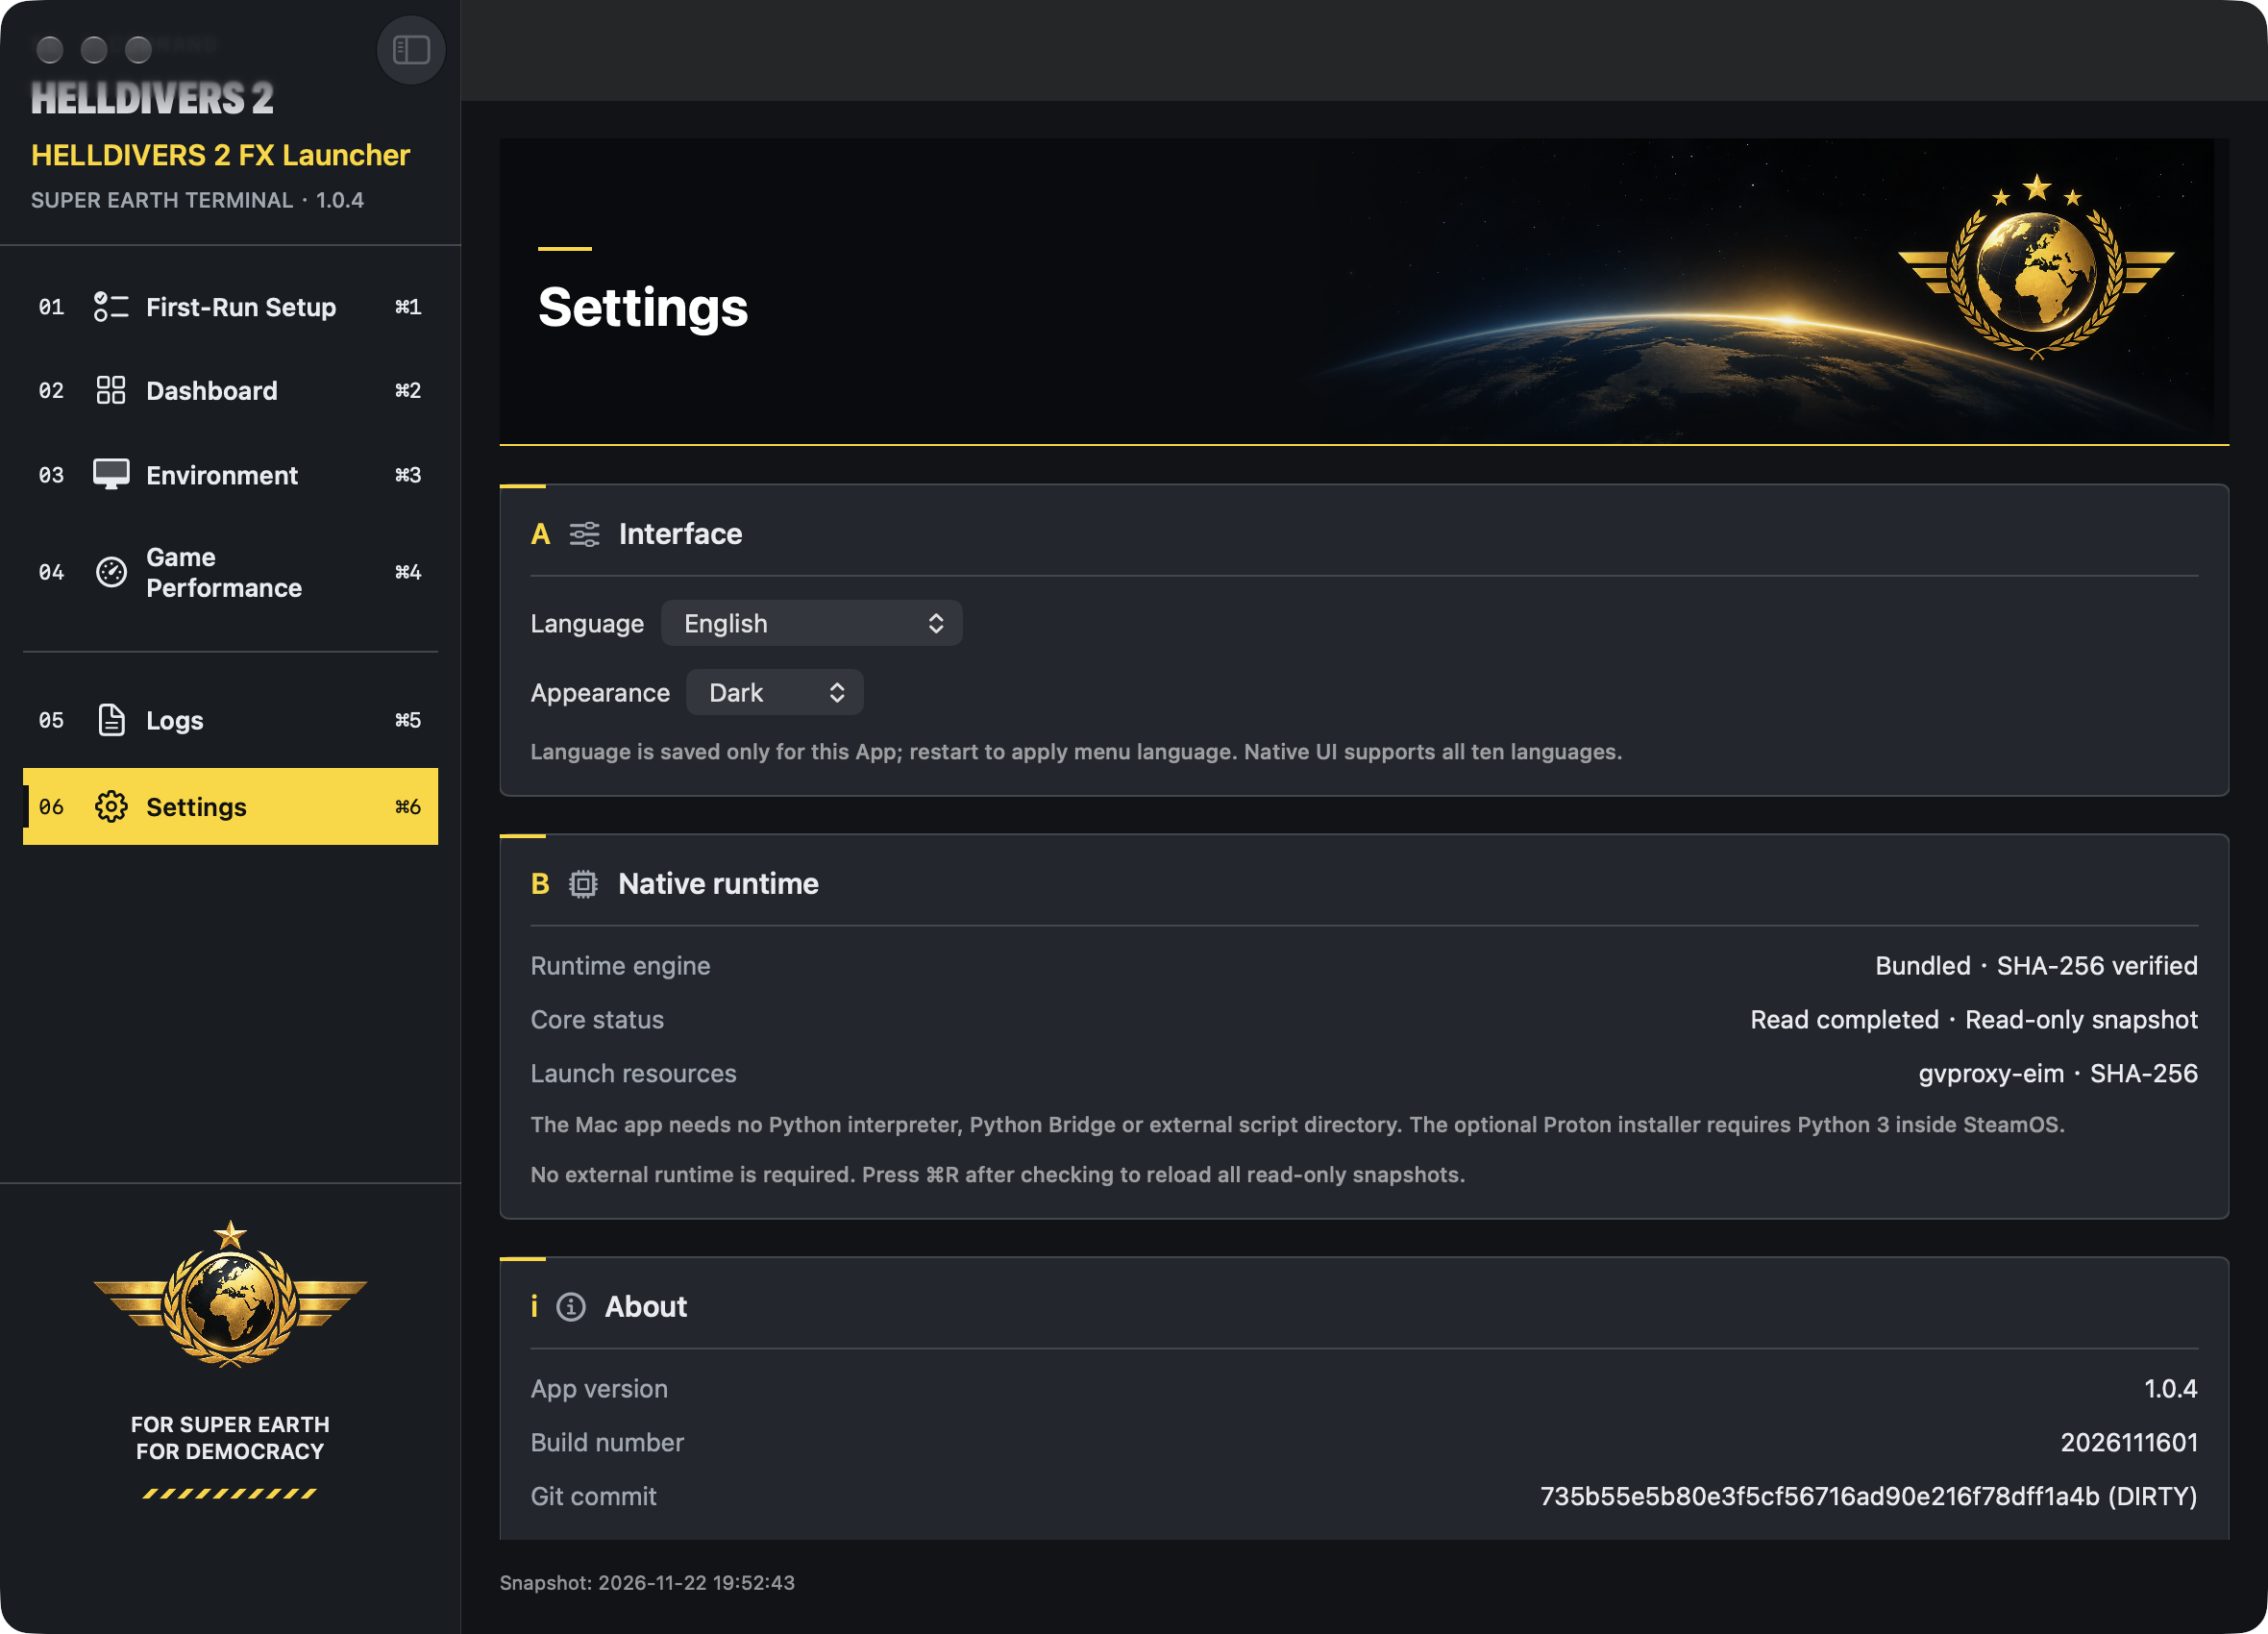 HELLDIVERS 2
HELLDIVERS 2 FX Launcher
SUPER EARTH TERMINAL · 1.0.4
01 First-Run Setup ⌘1
02 Dashboard ⌘2
03 Environment ⌘3
04 Game Performance ⌘4
05 Logs ⌘5
06 Settings ⌘6
FOR SUPER EARTH
FOR DEMOCRACY
Settings
A Interface
Language English
Appearance Dark
Language is saved only for this App; restart to apply menu language. Native UI supports all ten languages.
B Native runtime
Runtime engine Bundled · SHA-256 verified
Core status Read completed · Read-only snapshot
Launch resources gvproxy-eim · SHA-256
The Mac app needs no Python interpreter, Python Bridge or external script directory. The optional Proton installer requires Python 3 inside SteamOS.
No external runtime is required. Press ⌘R after checking to reload all read-only snapshots.
i About
App version 1.0.4
Build number 2026111601
Git commit 735b55e5b80e3f5cf56716ad90e216f78dff1a4b (DIRTY)
Snapshot: 2026-11-22 19:52:43